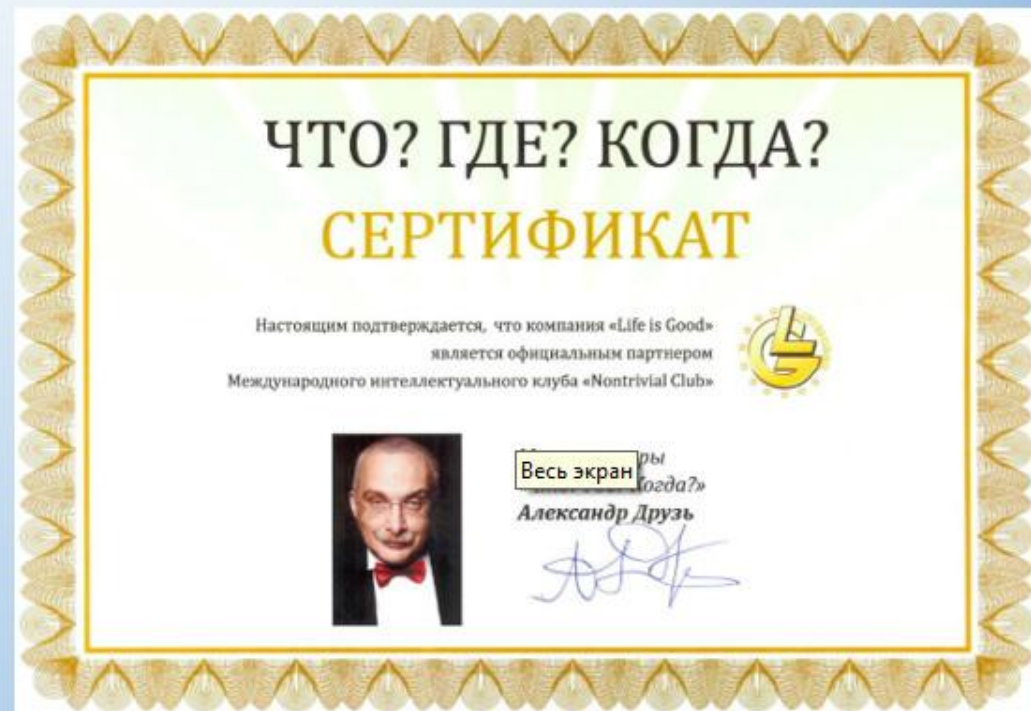 ЧТО? ГДЕ? КОГДА?
СЕРТИФИКАТ
Настоящим подтверждается, что компания «Life is Good»
является официальным партнером
Международного интеллектуального клуба «Nontrivial Club»
LG
Весь экран
Когда?»
Александр Друзь